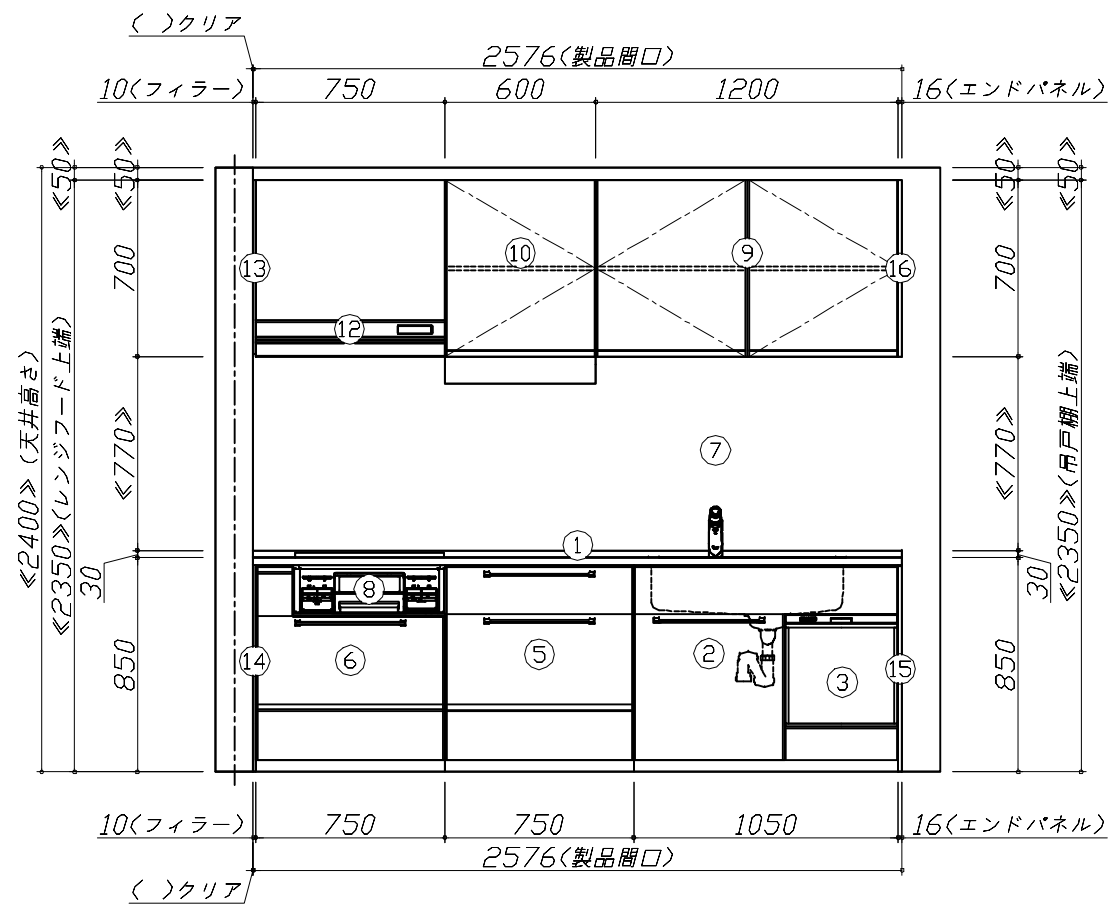 ( )クリア
2576(製品間口)
10(フィラー)
750
600
1200
16(エンドパネル)
≪50≫
≪50≫
≪50≫
≪50≫
700
700
10
9
13
16
12
≪2400≫(天井高さ)
≪2350≫(レンジフード上端)
≪770≫
≪770≫
≪2350≫(吊戸棚上端)
7
1
30
30
8
850
14
6
5
2
3
15
850
10(フィラー)
750
750
1050
16(エンドパネル)
2576(製品間口)
( )クリア